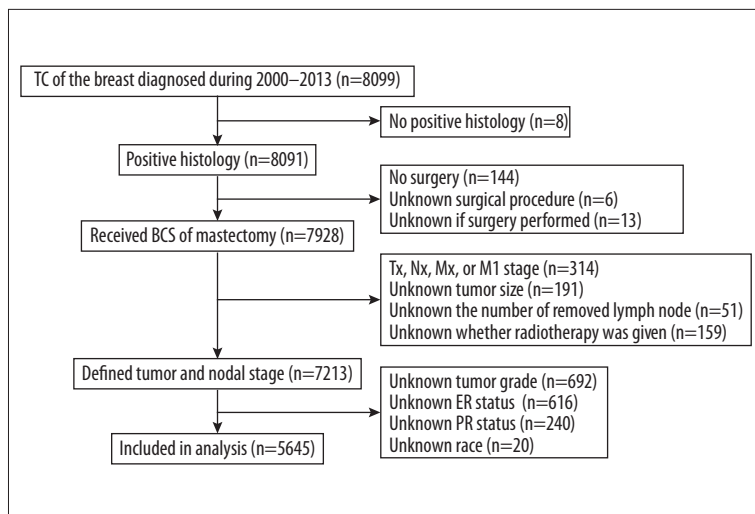 TC of the breast diagnosed during 2000–2013 (n=8099)
No positive histology (n=8)
Positive histology (n=8091)
No surgery (n=144)
Unknown surgical procedure (n=6)
Unknown if surgery performed (n=13)
Received BCS of mastectomy (n=7928)
Tx, Nx, Mx, or M1 stage (n=314)
Unknown tumor size (n=191)
Unknown the number of removed lymph node (n=51)
Unknown whether radiotherapy was given (n=159)
Defined tumor and nodal stage (n=7213)
Unknown tumor grade (n=692)
Unknown ER status (n=616)
Unknown PR status (n=240)
Unknown race (n=20)
Included in analysis (n=5645)